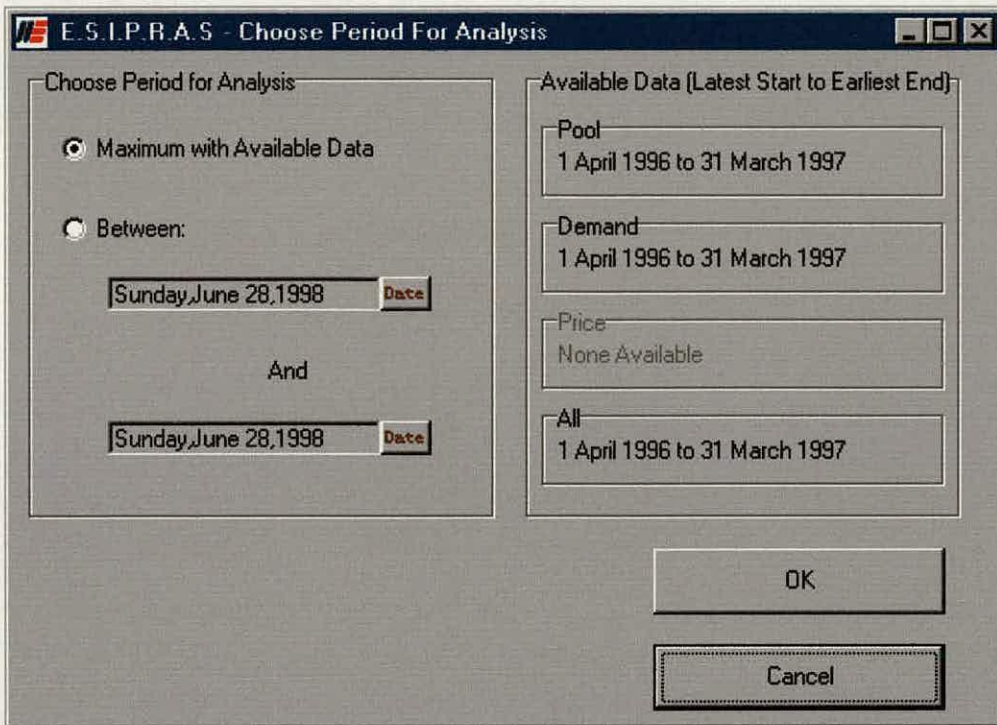 E.S.I.P.R.A.S - Choose Period For Analysis
Choose Period for Analysis
Maximum with Available Data
Between:
Sunday,June 28,1998
Date
And
Sunday,June 28,1998
Date
Available Data (Latest Start to Earliest End)
Pool
1 April 1996 to 31 March 1997
Demand
1 April 1996 to 31 March 1997
Price
None Available
All
1 April 1996 to 31 March 1997
OK
Cancel